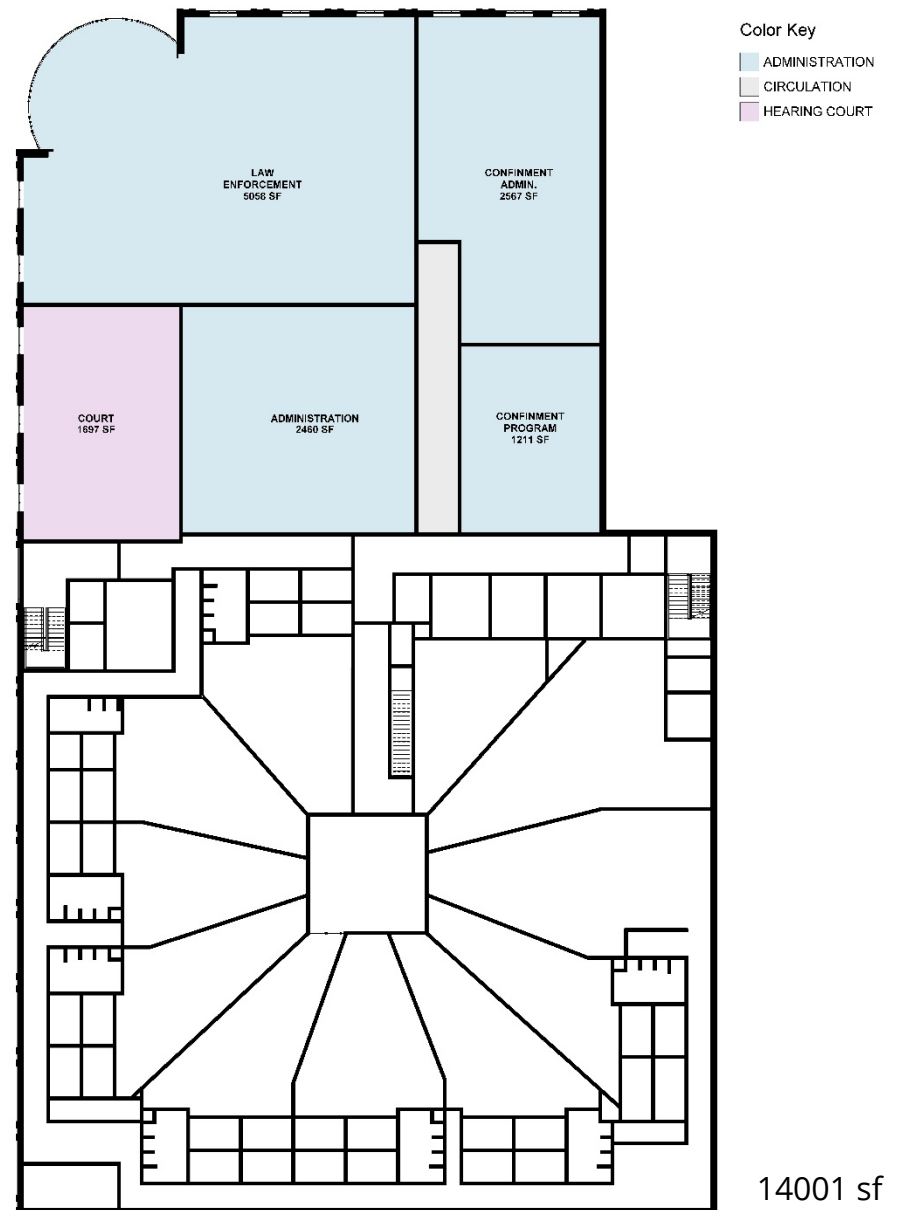 Color Key
ADMINISTRATION
CIRCULATION
HEARING COURT
LAW
ENFORCEMENT
5056 SF
CONFINMENT
ADMIN.
2567 SF
COURT
1697 SF
ADMINISTRATION
2460 SF
CONFINMENT
PROGRAM
1211 SF
14001 sf